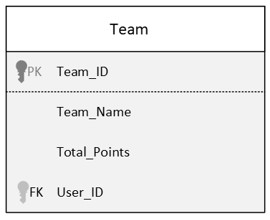 Team
PK Team_ID
Team_Name
Total_Points
FK User_ID